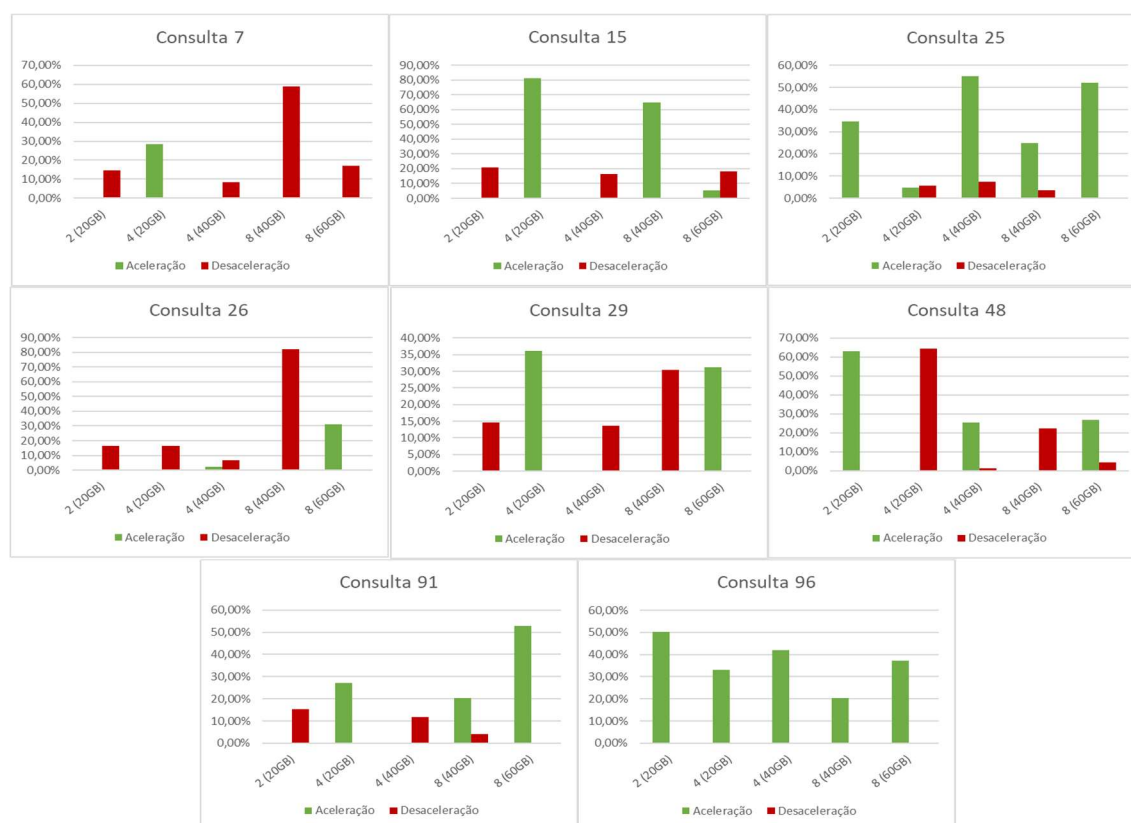 Consulta 7
70,00%
60,00%
50,00%
40,00%
30,00%
20,00%
10,00%
0,00%
2 (20GB)
4 (20GB)
4 (40GB)
8 (40GB)
8 (60GB)
Aceleração Desaceleração
Consulta 15
90,00%
80,00%
70,00%
60,00%
50,00%
40,00%
30,00%
20,00%
10,00%
0,00%
2 (20GB)
4 (20GB)
4 (40GB)
8 (40GB)
8 (60GB)
Aceleração Desaceleração
Consulta 25
60,00%
50,00%
40,00%
30,00%
20,00%
10,00%
0,00%
2 (20GB)
4 (20GB)
4 (40GB)
8 (40GB)
8 (60GB)
Aceleração Desaceleração
Consulta 26
90,00%
80,00%
70,00%
60,00%
50,00%
40,00%
30,00%
20,00%
10,00%
0,00%
2 (20GB)
4 (20GB)
4 (40GB)
8 (40GB)
8 (60GB)
Aceleração Desaceleração
Consulta 29
40,00%
35,00%
30,00%
25,00%
20,00%
15,00%
10,00%
5,00%
0,00%
2 (20GB)
4 (20GB)
4 (40GB)
8 (40GB)
8 (60GB)
Aceleração Desaceleração
Consulta 48
70,00%
60,00%
50,00%
40,00%
30,00%
20,00%
10,00%
0,00%
2 (20GB)
4 (20GB)
4 (40GB)
8 (40GB)
8 (60GB)
Aceleração Desaceleração
Consulta 91
60,00%
50,00%
40,00%
30,00%
20,00%
10,00%
0,00%
2 (20GB)
4 (20GB)
4 (40GB)
8 (40GB)
8 (60GB)
Aceleração Desaceleração
Consulta 96
60,00%
50,00%
40,00%
30,00%
20,00%
10,00%
0,00%
2 (20GB)
4 (20GB)
4 (40GB)
8 (40GB)
8 (60GB)
Aceleração Desaceleração